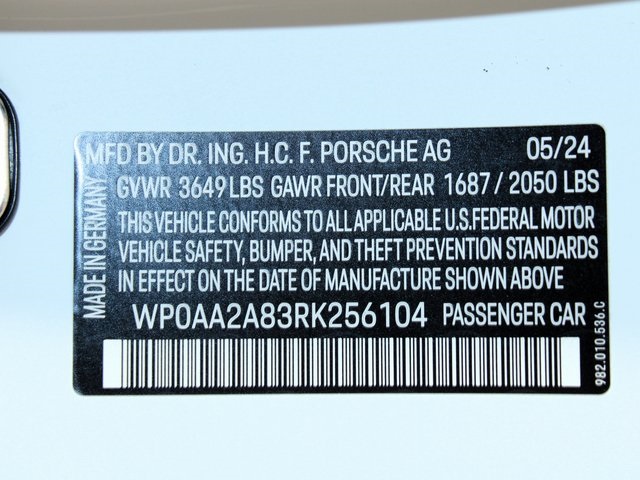 MFD BY DR. ING. H.C. F. PORSCHE AG 05/24
GVWR 3649 LBS GAWR FRONT/REAR 1687 / 2050 LBS
THIS VEHICLE CONFORMS TO ALL APPLICABLE U.S.FEDERAL MOTOR
VEHICLE SAFETY, BUMPER, AND THEFT PREVENTION STANDARDS
IN EFFECT ON THE DATE OF MANUFACTURE SHOWN ABOVE
WP0AA2A83RK256104 PASSENGER CAR
MADE IN GERMANY
982.010.536.C